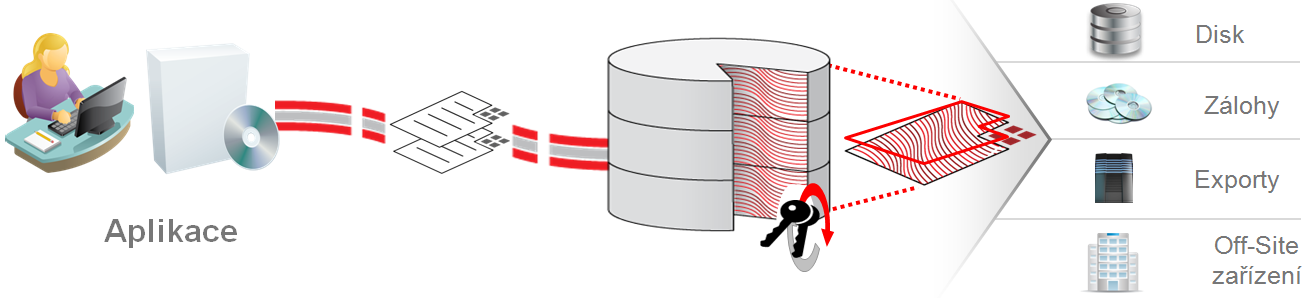 Aplikace
Disk
Zálohy
Exporty
Off-Site
zařízení